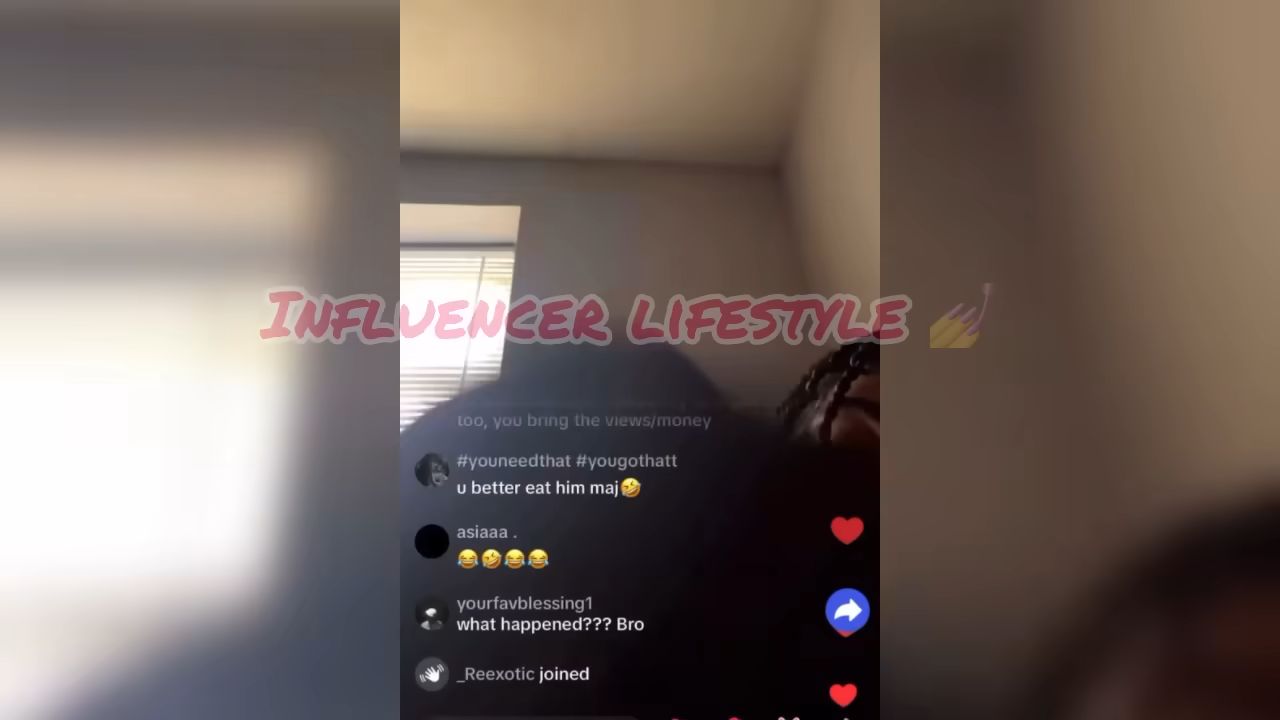 INFLUENCER LIFESTYLE 💅
too, you bring the views/money
#youneedthat #yougothatt
u better eat him maj🤣
asiaaa .
😂🤣😂😂
yourfavblessing1
what happened??? Bro
_Reexotic joined